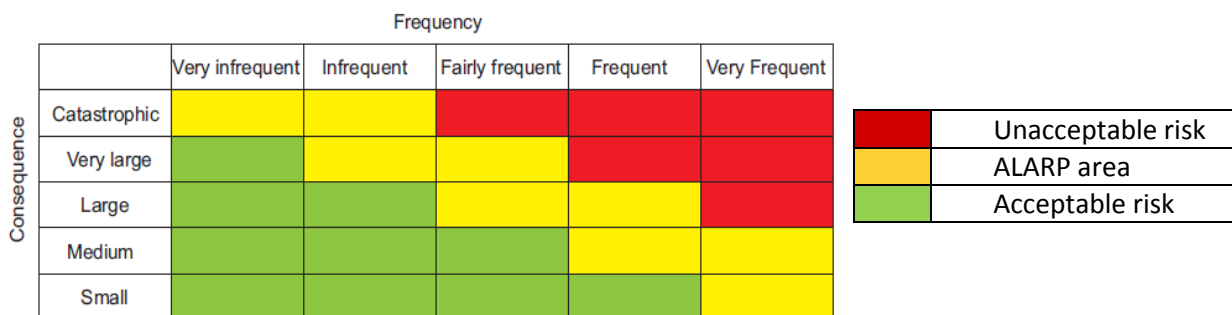 Frequency
Very infrequent Infrequent Fairly frequent Frequent Very Frequent
Consequence
Catastrophic
Very large
Large
Medium
Small
Unacceptable risk
ALARP area
Acceptable risk